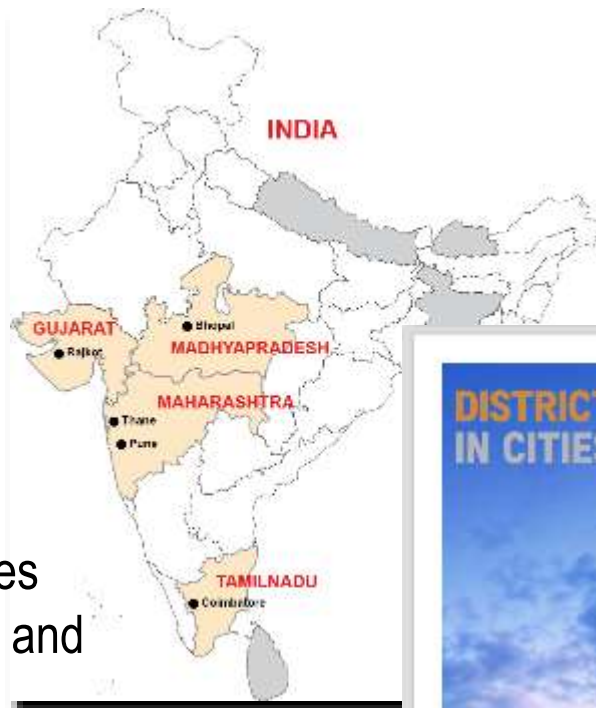 INDIA
GUJARAT
Rajkot
Bhopal
MADHYAPRADESH
MAHARASHTRA
Thane
Pune
TAMILNADU
Coimbatore
es
and
DISTRICT
IN CITIES